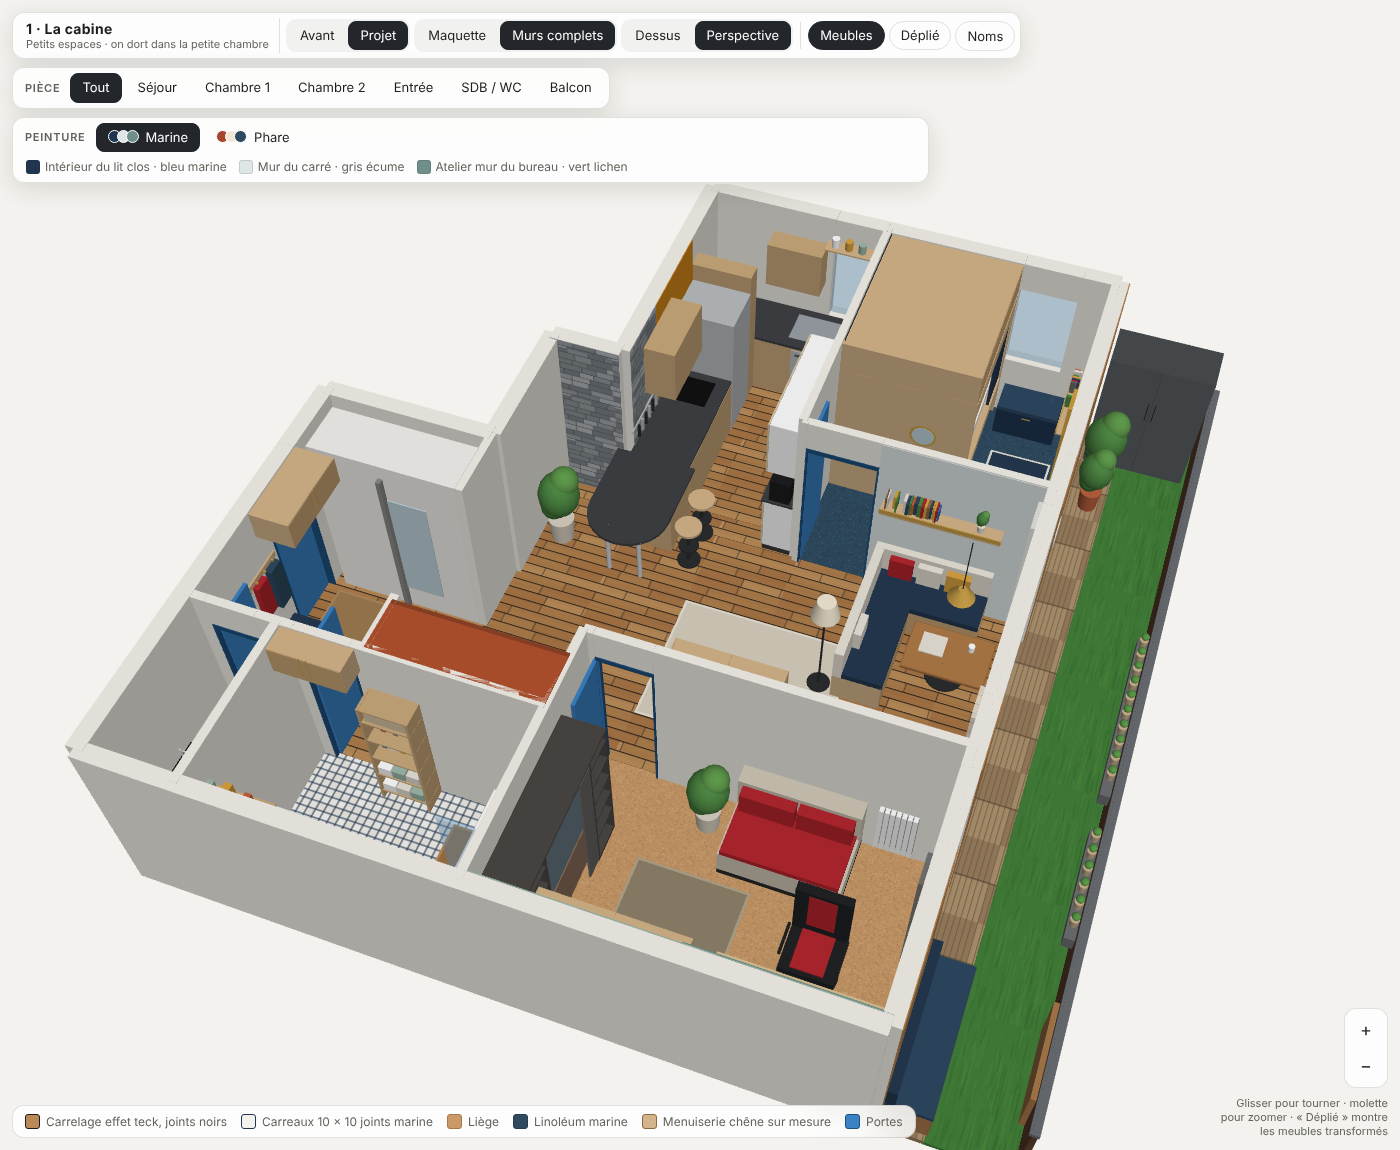 1 · La cabine
Petits espaces · on dort dans la petite chambre
Avant Projet Maquette Murs complets Dessus Perspective Meubles Déplié Noms
PIÈCE Tout Séjour Chambre 1 Chambre 2 Entrée SDB / WC Balcon
PEINTURE Marine Phare
Intérieur du lit clos · bleu marine Mur du carré · gris écume Atelier mur du bureau · vert lichen
+
−
Glisser pour tourner · molette
pour zoomer · « Déplié » montre
les meubles transformés
Carrelage effet teck, joints noirs Carreaux 10 × 10 joints marine Liège Linoléum marine Menuiserie chêne sur mesure Portes